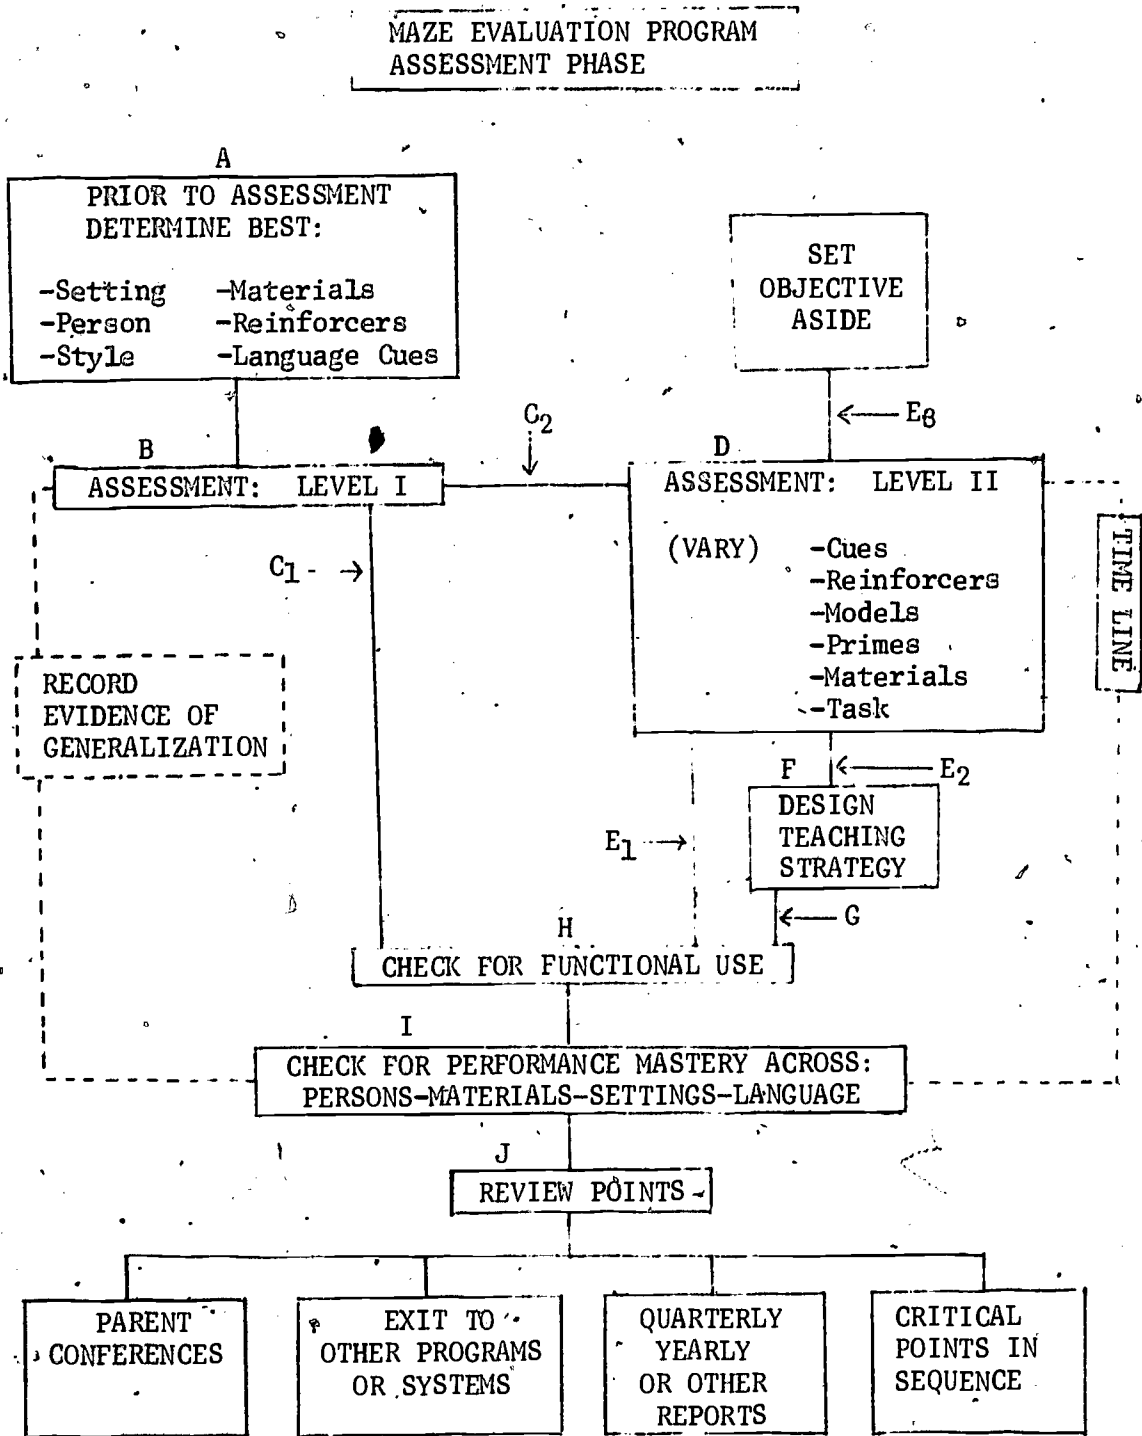 MAZE EVALUATION PROGRAM
ASSESSMENT PHASE
A
PRIOR TO ASSESSMENT
DETERMINE BEST:
-Setting -Materials
-Person -Reinforcers
-Style -Language Cues
SET
OBJECTIVE
ASIDE
E3
C2
B
ASSESSMENT: LEVEL I
D
ASSESSMENT: LEVEL II
(VARY) -Cues
-Reinforcers
-Models
-Primes
-Materials
-Task
C1
TIME LINE
RECORD
EVIDENCE OF
GENERALIZATION
F
E2
DESIGN
TEACHING
STRATEGY
E1
G
H
CHECK FOR FUNCTIONAL USE
I
CHECK FOR PERFORMANCE MASTERY ACROSS:
PERSONS-MATERIALS-SETTINGS-LANGUAGE
J
REVIEW POINTS
PARENT
CONFERENCES
EXIT TO
OTHER PROGRAMS
OR SYSTEMS
QUARTERLY
YEARLY
OR OTHER
REPORTS
CRITICAL
POINTS IN
SEQUENCE